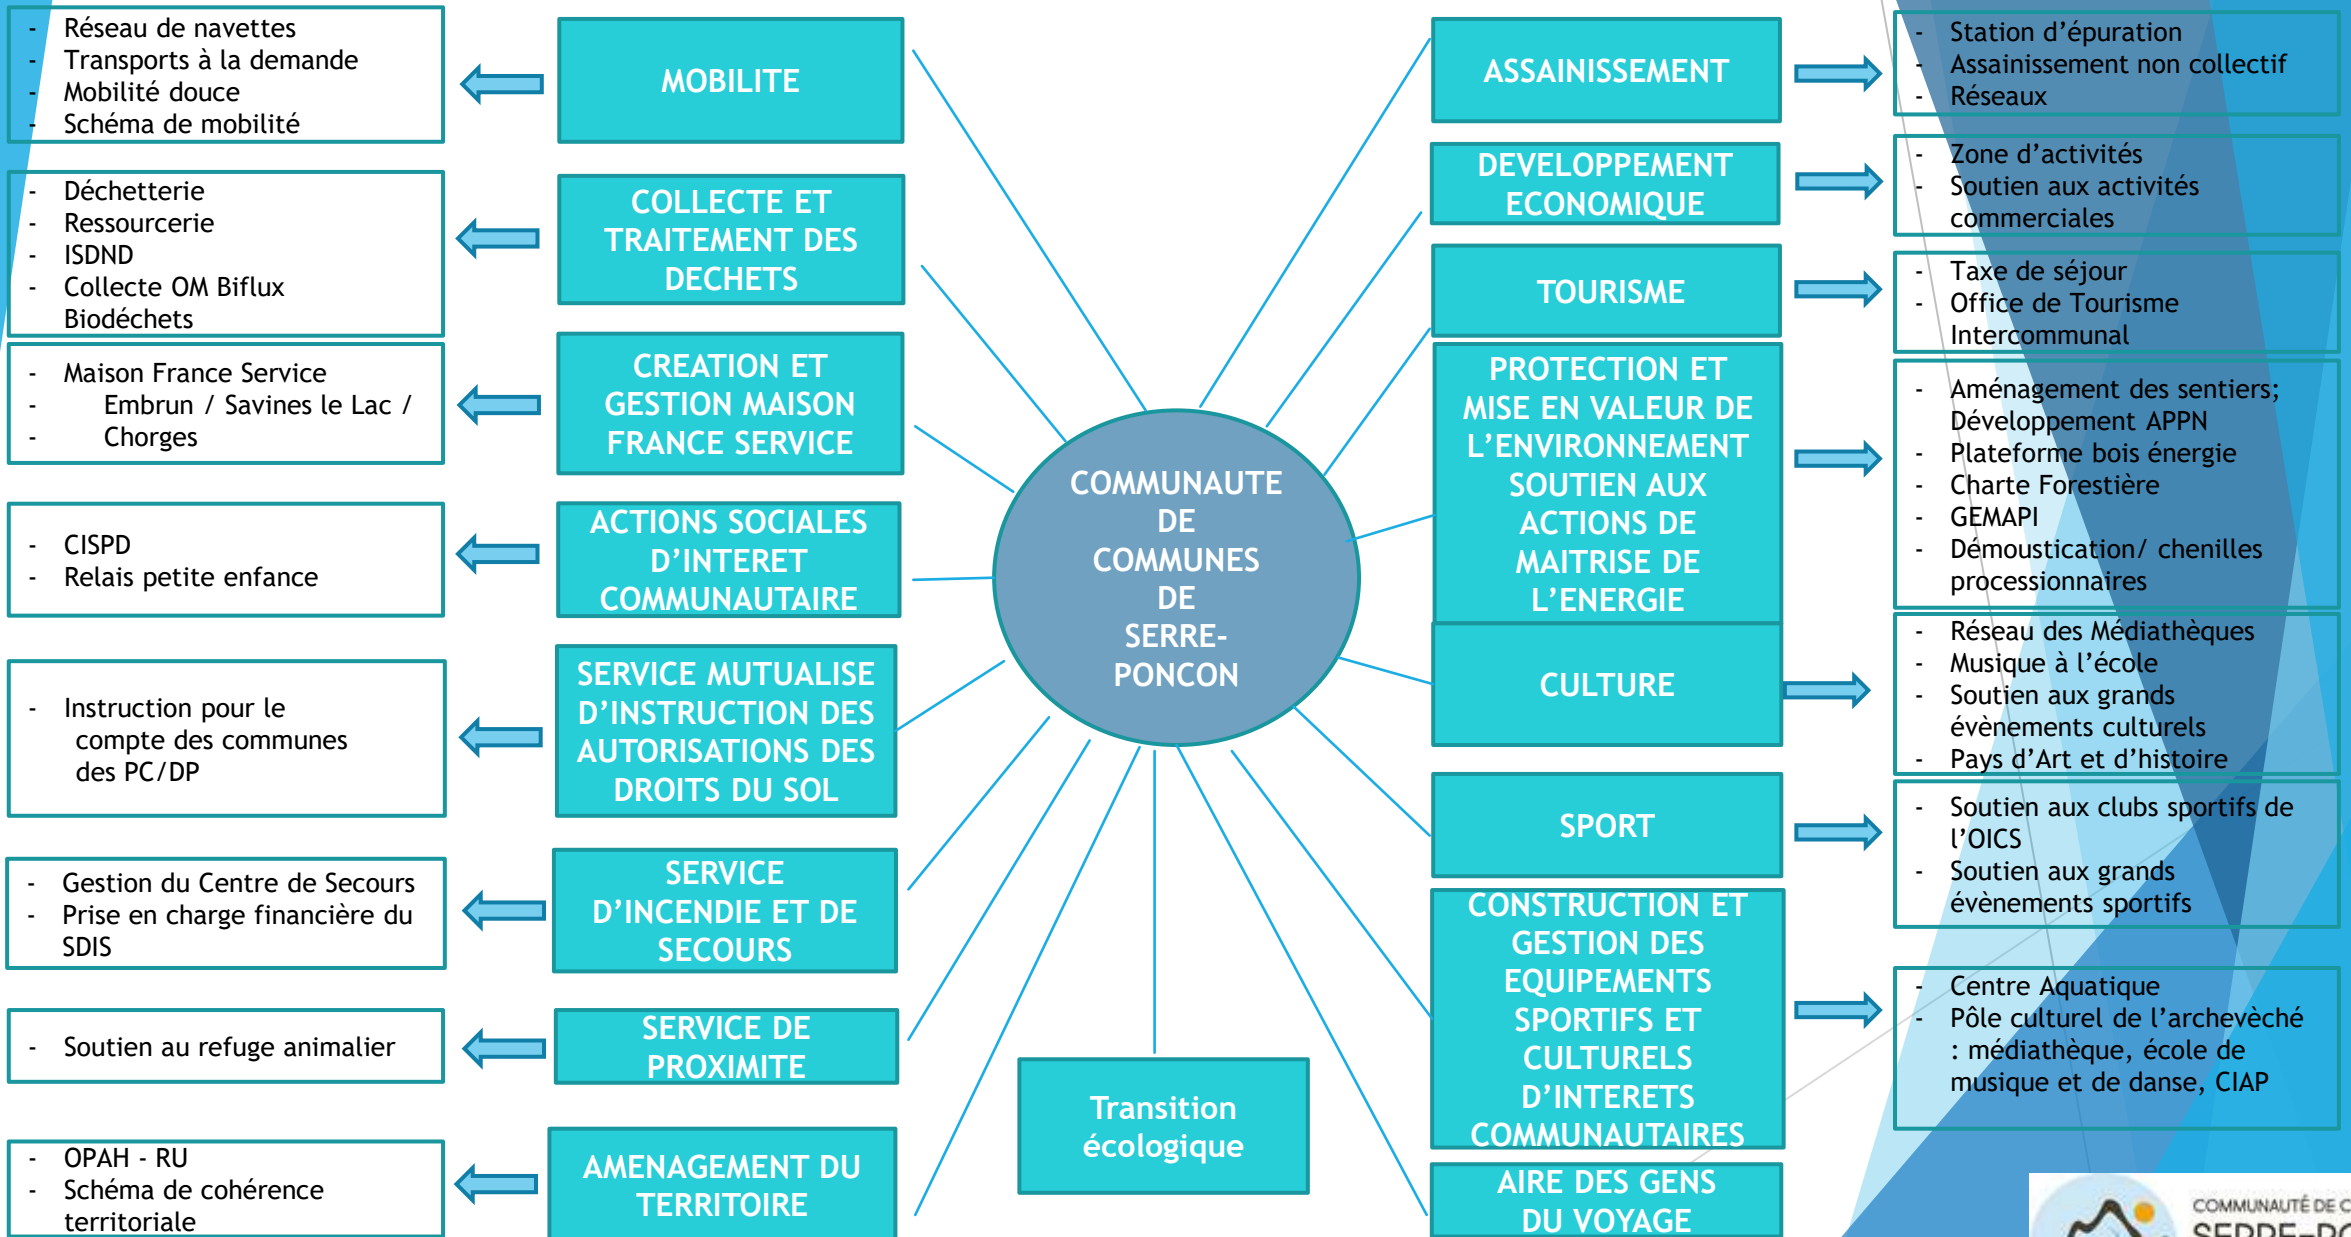 - Réseau de navettes
- Transports à la demande
- Mobilité douce
- Schéma de mobilité
MOBILITE
- Déchetterie
- Ressourcerie
- ISDND
- Collecte OM Biflux
Biodéchets
COLLECTE ET
TRAITEMENT DES
DECHETS
- Maison France Service
- Embrun / Savines le Lac /
- Chorges
CREATION ET
GESTION MAISON
FRANCE SERVICE
- CISPD
- Relais petite enfance
ACTIONS SOCIALES
D’INTERET
COMMUNAUTAIRE
- Instruction pour le
compte des communes
des PC/DP
SERVICE MUTUALISE
D’INSTRUCTION DES
AUTORISATIONS DES
DROITS DU SOL
- Gestion du Centre de Secours
- Prise en charge financière du
SDIS
SERVICE
D’INCENDIE ET DE
SECOURS
- Soutien au refuge animalier
SERVICE DE
PROXIMITE
- OPAH - RU
- Schéma de cohérence
territoriale
AMENAGEMENT DU
TERRITOIRE
COMMUNAUTE
DE
COMMUNES
DE
SERRE-
PONCON
Transition
écologique
ASSAINISSEMENT
- Station d’épuration
- Assainissement non collectif
- Réseaux
DEVELOPPEMENT
ECONOMIQUE
- Zone d’activités
- Soutien aux activités
commerciales
TOURISME
- Taxe de séjour
- Office de Tourisme
Intercommunal
PROTECTION ET
MISE EN VALEUR DE
L’ENVIRONNEMENT
SOUTIEN AUX
ACTIONS DE
MAITRISE DE
L’ENERGIE
- Aménagement des sentiers;
Développement APPN
- Plateforme bois énergie
- Charte Forestière
- GEMAPI
- Démoustication/ chenilles
processionnaires
CULTURE
- Réseau des Médiathèques
- Musique à l’école
- Soutien aux grands
évènements culturels
- Pays d’Art et d’histoire
SPORT
- Soutien aux clubs sportifs de
l’OICS
- Soutien aux grands
évènements sportifs
CONSTRUCTION ET
GESTION DES
EQUIPEMENTS
SPORTIFS ET
CULTURELS
D’INTERETS
COMMUNAUTAIRES
- Centre Aquatique
- Pôle culturel de l’archevèché
: médiathèque, école de
musique et de danse, CIAP
AIRE DES GENS
DU VOYAGE
COMMUNAUTÉ DE C
SERRE-PO